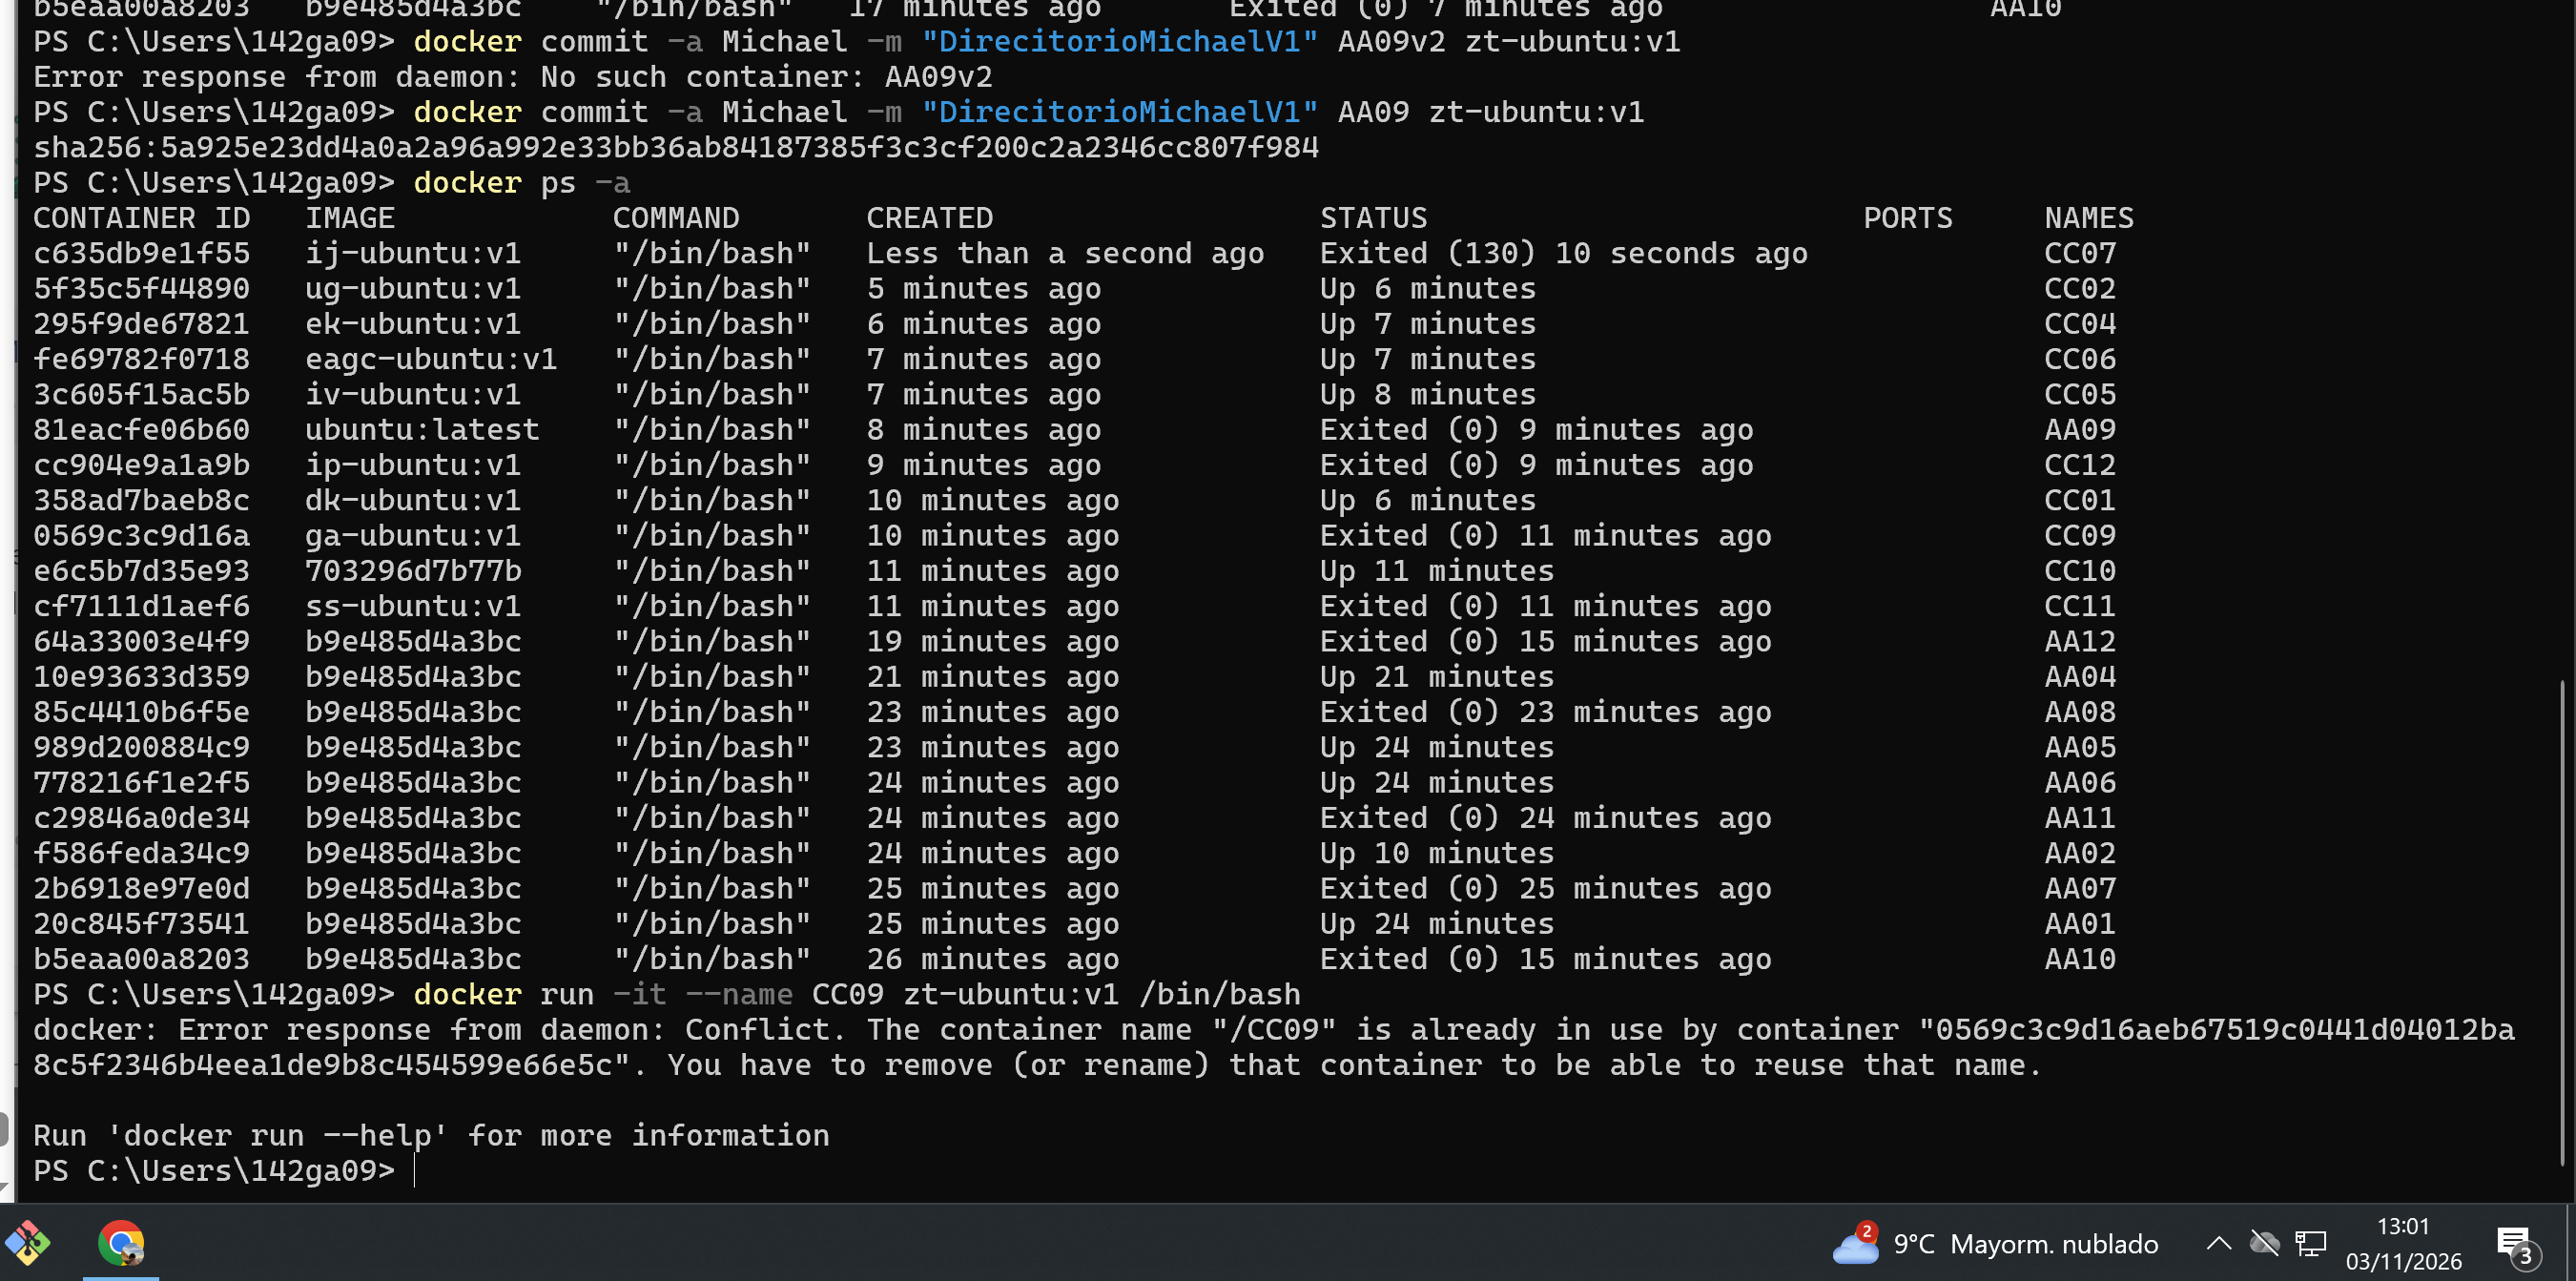 b5eaa00a8203   b9e485d4a3bc    "/bin/bash"   17 minutes ago       Exited (0) 7 minutes ago                  AA10
PS C:\Users\142ga09> docker commit -a Michael -m "DirecitorioMichaelV1" AA09v2 zt-ubuntu:v1
Error response from daemon: No such container: AA09v2
PS C:\Users\142ga09> docker commit -a Michael -m "DirecitorioMichaelV1" AA09 zt-ubuntu:v1
sha256:5a925e23dd4a0a2a96a992e33bb36ab84187385f3c3cf200c2a2346cc807f984
PS C:\Users\142ga09> docker ps -a
CONTAINER ID   IMAGE            COMMAND       CREATED                  STATUS                        PORTS     NAMES
c635db9e1f55   ij-ubuntu:v1     "/bin/bash"   Less than a second ago   Exited (130) 10 seconds ago             CC07
5f35c5f44890   ug-ubuntu:v1     "/bin/bash"   5 minutes ago            Up 6 minutes                            CC02
295f9de67821   ek-ubuntu:v1     "/bin/bash"   6 minutes ago            Up 7 minutes                            CC04
fe69782f0718   eagc-ubuntu:v1   "/bin/bash"   7 minutes ago            Up 7 minutes                            CC06
3c605f15ac5b   iv-ubuntu:v1     "/bin/bash"   7 minutes ago            Up 8 minutes                            CC05
81eacfe06b60   ubuntu:latest    "/bin/bash"   8 minutes ago            Exited (0) 9 minutes ago                AA09
cc904e9a1a9b   ip-ubuntu:v1     "/bin/bash"   9 minutes ago            Exited (0) 9 minutes ago                CC12
358ad7baeb8c   dk-ubuntu:v1     "/bin/bash"   10 minutes ago           Up 6 minutes                            CC01
0569c3c9d16a   ga-ubuntu:v1     "/bin/bash"   10 minutes ago           Exited (0) 11 minutes ago               CC09
e6c5b7d35e93   703296d7b77b     "/bin/bash"   11 minutes ago           Up 11 minutes                           CC10
cf7111d1aef6   ss-ubuntu:v1     "/bin/bash"   11 minutes ago           Exited (0) 11 minutes ago               CC11
64a33003e4f9   b9e485d4a3bc     "/bin/bash"   19 minutes ago           Exited (0) 15 minutes ago               AA12
10e93633d359   b9e485d4a3bc     "/bin/bash"   21 minutes ago           Up 21 minutes                           AA04
85c4410b6f5e   b9e485d4a3bc     "/bin/bash"   23 minutes ago           Exited (0) 23 minutes ago               AA08
989d200884c9   b9e485d4a3bc     "/bin/bash"   23 minutes ago           Up 24 minutes                           AA05
778216f1e2f5   b9e485d4a3bc     "/bin/bash"   24 minutes ago           Up 24 minutes                           AA06
c29846a0de34   b9e485d4a3bc     "/bin/bash"   24 minutes ago           Exited (0) 24 minutes ago               AA11
f586feda34c9   b9e485d4a3bc     "/bin/bash"   24 minutes ago           Up 10 minutes                           AA02
2b6918e97e0d   b9e485d4a3bc     "/bin/bash"   25 minutes ago           Exited (0) 25 minutes ago               AA07
20c845f73541   b9e485d4a3bc     "/bin/bash"   25 minutes ago           Up 24 minutes                           AA01
b5eaa00a8203   b9e485d4a3bc     "/bin/bash"   26 minutes ago           Exited (0) 15 minutes ago               AA10
PS C:\Users\142ga09> docker run -it --name CC09 zt-ubuntu:v1 /bin/bash
docker: Error response from daemon: Conflict. The container name "/CC09" is already in use by container "0569c3c9d16aeb67519c0441d04012ba
8c5f2346b4eea1de9b8c454599e66e5c". You have to remove (or rename) that container to be able to reuse that name.
Run 'docker run --help' for more information
PS C:\Users\142ga09>
2
9°C Mayorm. nublado
13:01
03/11/2026
3